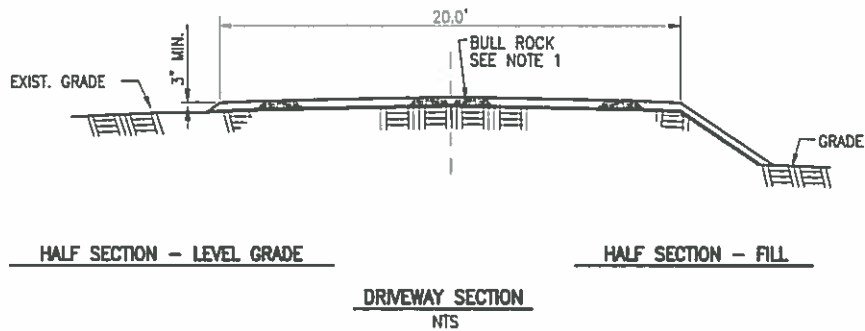 20.0'
3" MIN.
BULL ROCK
SEE NOTE 1
EXIST. GRADE
GRADE
HALF SECTION - LEVEL GRADE
HALF SECTION - FILL
DRIVEWAY SECTION
NTS